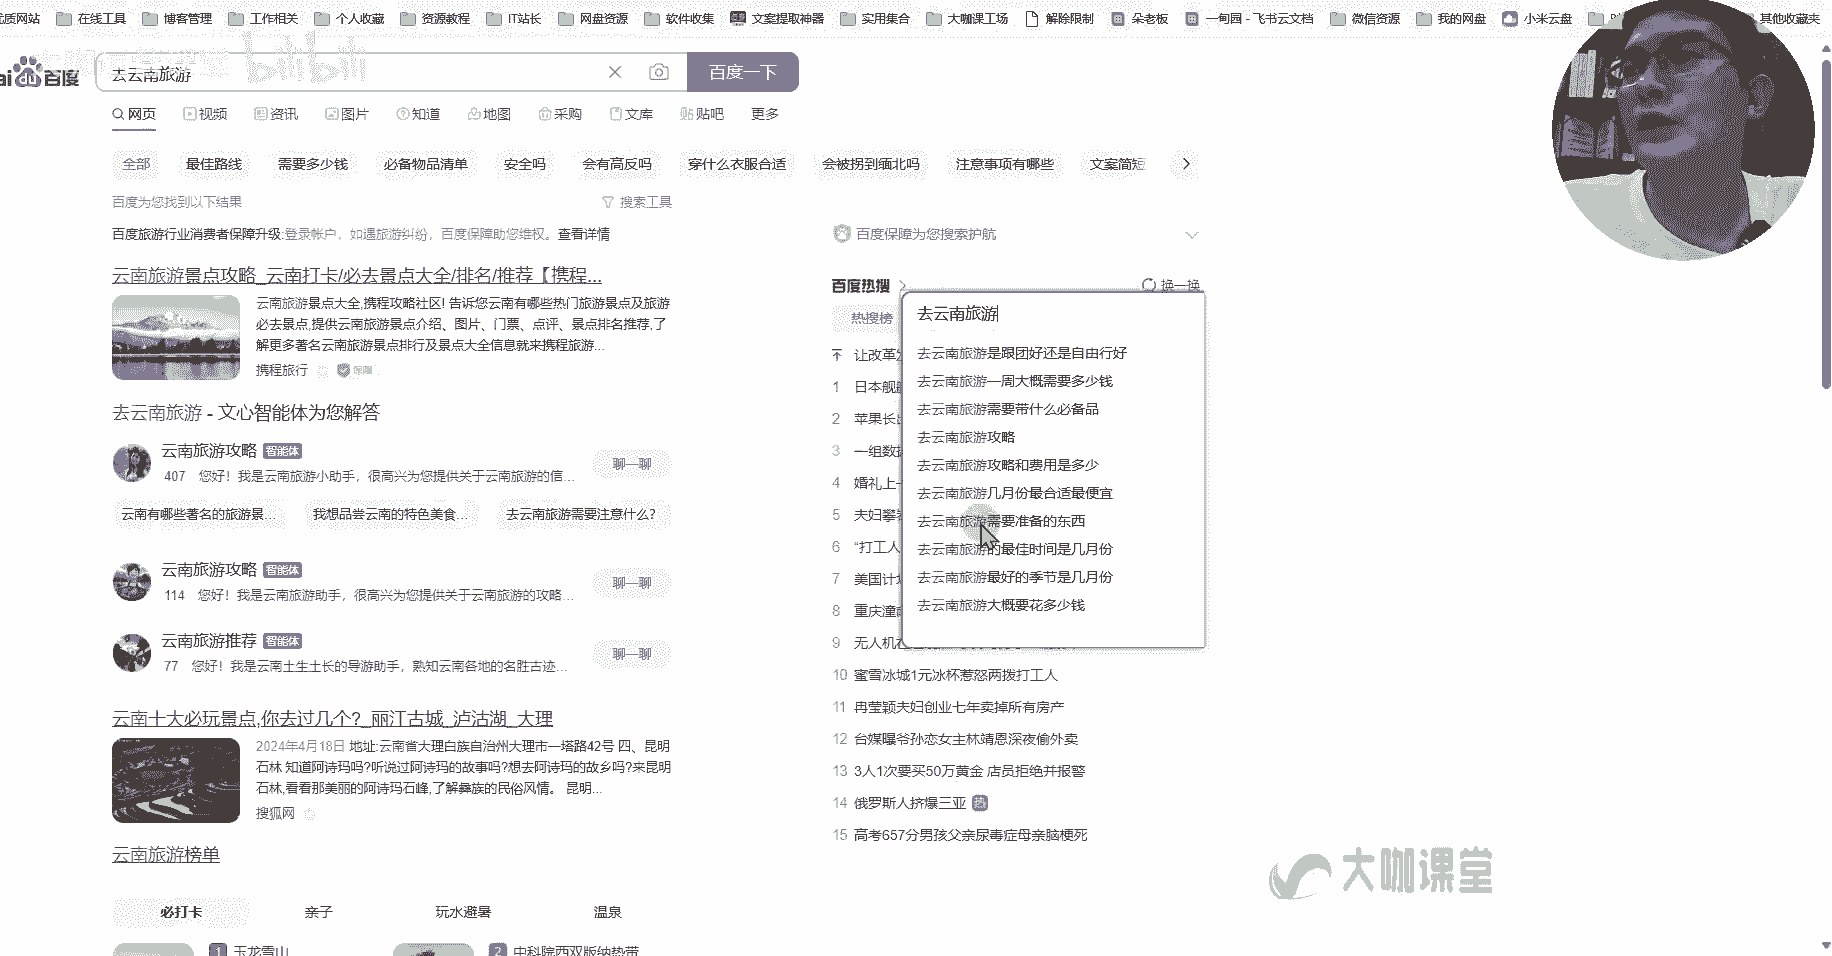 优质网站 在线工具 博客管理 工作相关 个人收藏 资源教程 IT站长 网盘资源 软件收集 文案提取神器 实用集合 大咖课工场 解除限制 朵老板 一甸园 - 飞书云文档 微信资源 我的网盘 小米云盘 其他收藏夹
bilibili
Baidu百度 去云南旅游 百度一下
网页 视频 资讯 图片 知道 地图 采购 文库 贴吧 更多
全部 最佳路线 需要多少钱 必备物品清单 安全吗 会有高反吗 穿什么衣服合适 会被拐到缅北吗 注意事项有哪些 文案简短
百度为您找到以下结果 搜索工具
百度旅游行业消费者保障升级:登录帐户，如遇旅游纠纷，百度保障助您维权。查看详情
云南旅游景点攻略_云南打卡/必去景点大全/排名/推荐【携程...
云南旅游景点大全,携程攻略社区! 告诉您云南有哪些热门旅游景点及旅游
必去景点,提供云南旅游景点介绍、图片、门票、点评、景点排名推荐,了
解更多著名云南旅游景点排行及景点大全信息就来携程旅游...
携程旅行 保障
去云南旅游 - 文心智能体为您解答
云南旅游攻略 智能体
407 您好！我是云南旅游小助手，很高兴为您提供关于云南旅游的信...
聊一聊
云南有哪些著名的旅游景... 我想品尝云南的特色美食... 去云南旅游需要注意什么?
云南旅游攻略 智能体
114 您好！我是云南旅游助手，很高兴为您提供关于云南旅游的攻略...
聊一聊
云南旅游推荐 智能体
77 您好！我是云南土生土长的导游助手，熟知云南各地的名胜古迹...
聊一聊
云南十大必玩景点,你去过几个?_丽江古城_泸沽湖_大理
2024年4月18日 地址:云南省大理白族自治州大理市一塔路42号 四、昆明
石林 知道阿诗玛吗?听说过阿诗玛的故事吗?想去阿诗玛的故乡吗?来昆明
石林,看看那美丽的阿诗玛石峰,了解彝族的民俗风情。 昆明...
搜狐网
云南旅游榜单
必打卡 亲子 玩水避暑 温泉
1 玉龙雪山 2 中科院西双版纳热带
百度保障为您搜索护航
百度热搜 换一换
热搜榜
去云南旅游
去云南旅游是跟团好还是自由行好
去云南旅游一周大概需要多少钱
去云南旅游需要带什么必备品
去云南旅游攻略
去云南旅游攻略和费用是多少
去云南旅游几月份最合适最便宜
去云南旅游需要准备的东西
去云南旅游的最佳时间是几月份
去云南旅游最好的季节是几月份
去云南旅游大概要花多少钱
让改革
1 日本舰
2 苹果长
3 一组数
4 婚礼上
5 夫妇攀
6 “打工人
7 美国计
8 重庆潼
9 无人机在
10 蜜雪冰城1元冰杯惹怒两拨打工人
11 冉莹颖夫妇创业七年卖掉所有房产
12 台媒曝爷孙恋女主林靖恩深夜偷外卖
13 3人1次要买50万黄金 店员拒绝并报警
14 俄罗斯人挤爆三亚 热
15 高考657分男孩父亲尿毒症母亲脑梗死
大咖课堂